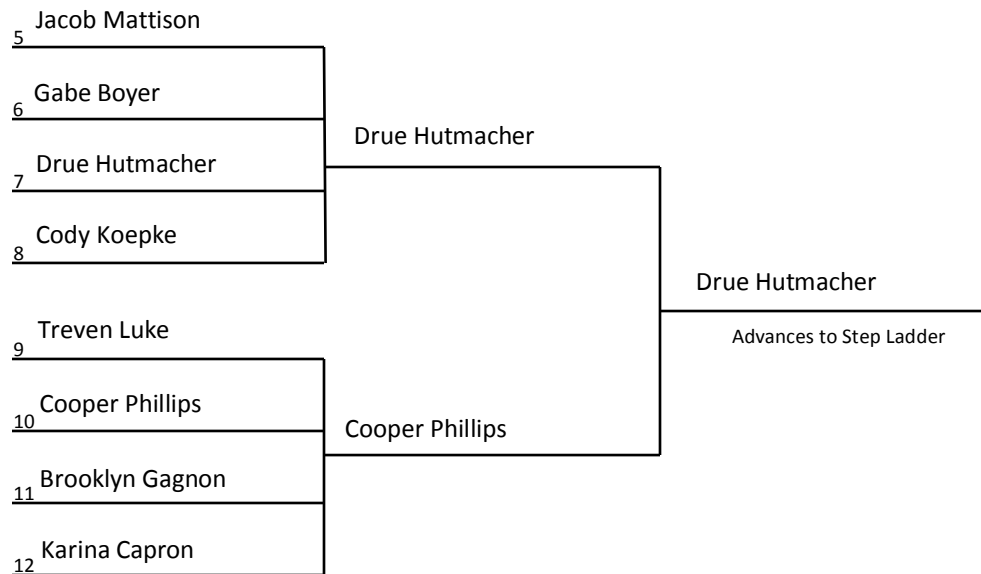 Jacob Mattison
5
Gabe Boyer
6
Drue Hutmacher
Drue Hutmacher
7
Cody Koepke
8
Drue Hutmacher
Advances to Step Ladder
Treven Luke
9
Cooper Phillips
10
Cooper Phillips
Brooklyn Gagnon
11
Karina Capron
12